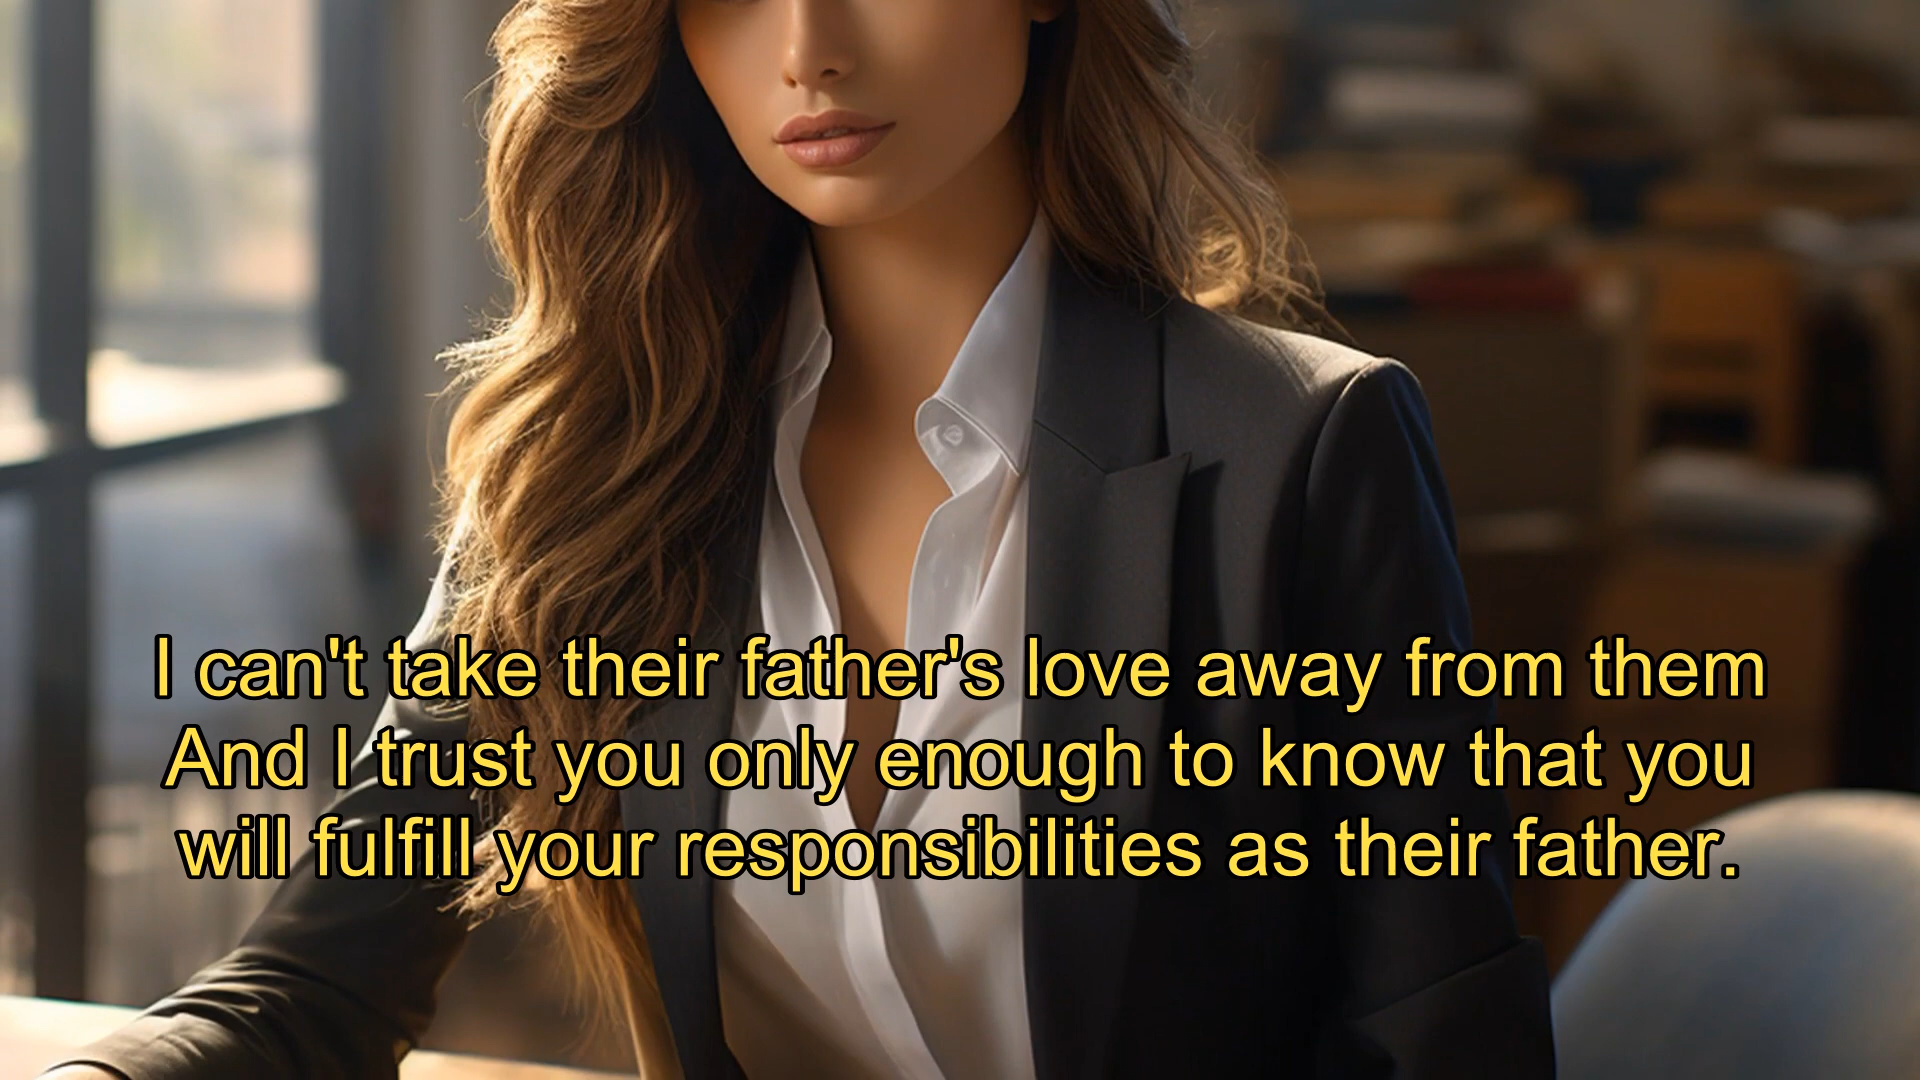 I can't take their father's love away from them
And I trust you only enough to know that you
will fulfill your responsibilities as their father.